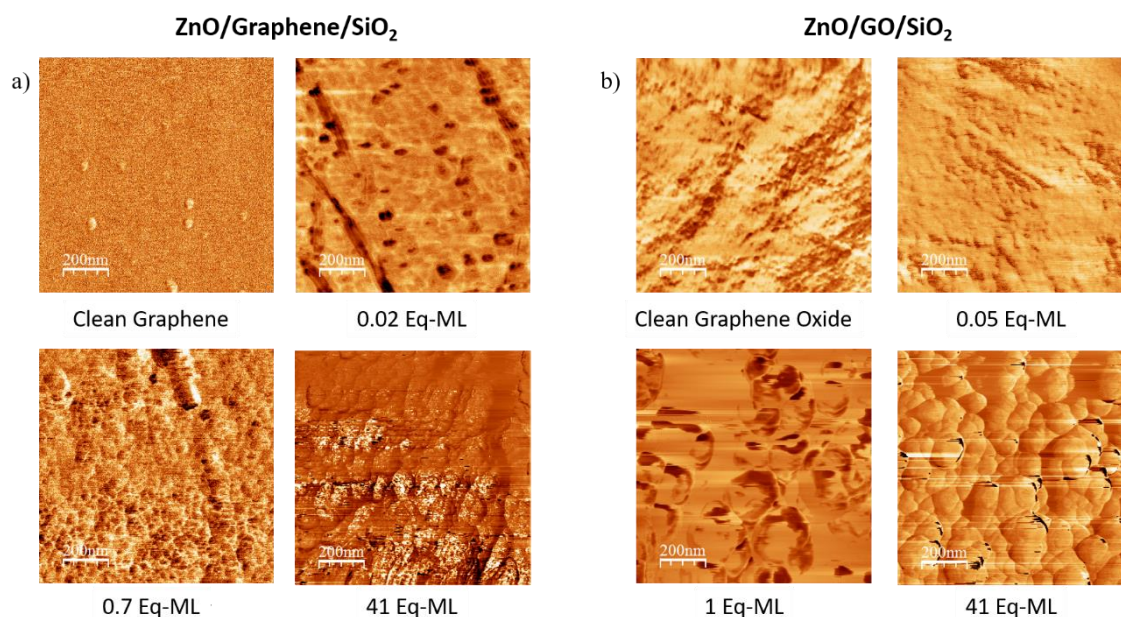 ZnO/Graphene/SiO₂
ZnO/GO/SiO₂
a)
b)
200nm
200nm
200nm
200nm
Clean Graphene
0.02 Eq-ML
Clean Graphene Oxide
0.05 Eq-ML
200nm
200nm
200nm
200nm
0.7 Eq-ML
41 Eq-ML
1 Eq-ML
41 Eq-ML